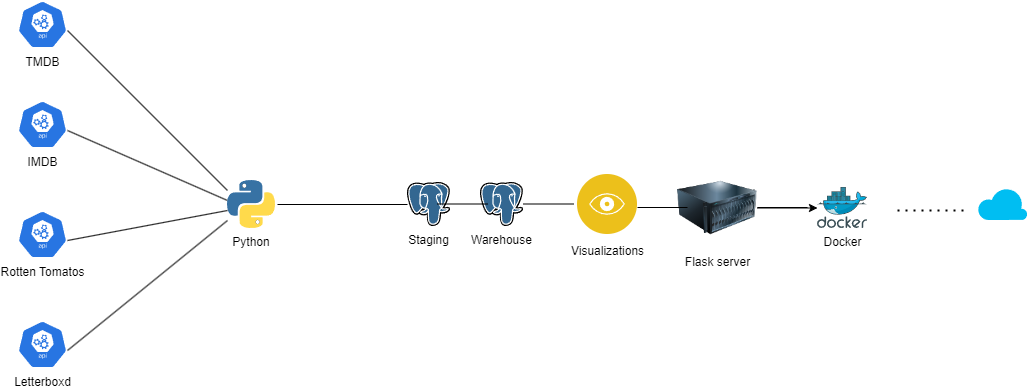 api
TMDB
api
IMDB
api
Rotten Tomatos
api
Letterboxd
Python
Staging
Warehouse
Visualizations
Flask server
docker
Docker